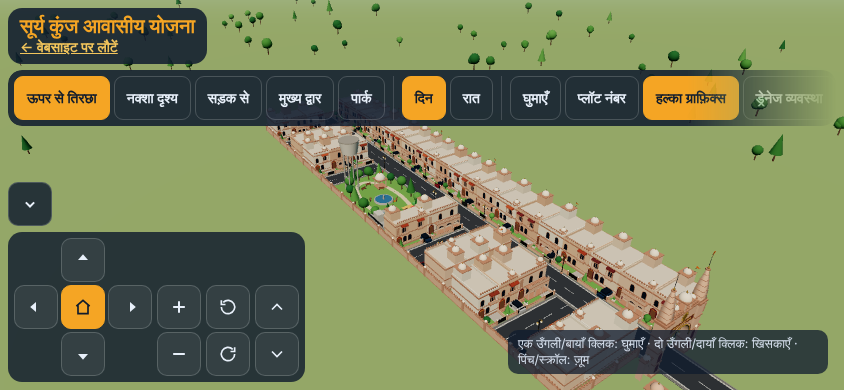 सूर्य कुंज आवासीय योजना
← वेबसाइट पर लौटें
ऊपर से तिरछा नक्शा दृश्य सड़क से मुख्य द्वार पार्क दिन रात घुमाएँ प्लॉट नंबर हल्का ग्राफ़िक्स ड्रेनेज व्यवस्था
एक उँगली/बायाँ क्लिक: घुमाएँ · दो उँगली/दायाँ क्लिक: खिसकाएँ ·
पिंच/स्क्रॉल: ज़ूम